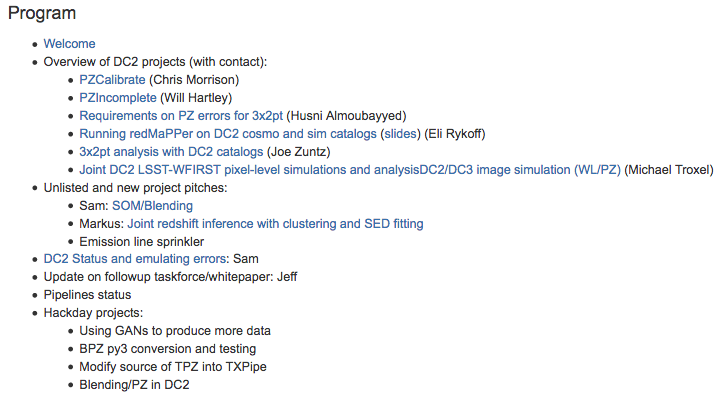 Program
Welcome
Overview of DC2 projects (with contact):
PZCalibrate (Chris Morrison)
PZIncomplete (Will Hartley)
Requirements on PZ errors for 3x2pt (Husni Almoubayyed)
Running redMaPPer on DC2 cosmo and sim catalogs (slides) (Eli Rykoff)
3x2pt analysis with DC2 catalogs (Joe Zuntz)
Joint DC2 LSST-WFIRST pixel-level simulations and analysisDC2/DC3 image simulation (WL/PZ) (Michael Troxel)
Unlisted and new project pitches:
Sam: SOM/Blending
Markus: Joint redshift inference with clustering and SED fitting
Emission line sprinkler
DC2 Status and emulating errors: Sam
Update on followup taskforce/whitepaper: Jeff
Pipelines status
Hackday projects:
Using GANs to produce more data
BPZ py3 conversion and testing
Modify source of TPZ into TXPipe
Blending/PZ in DC2